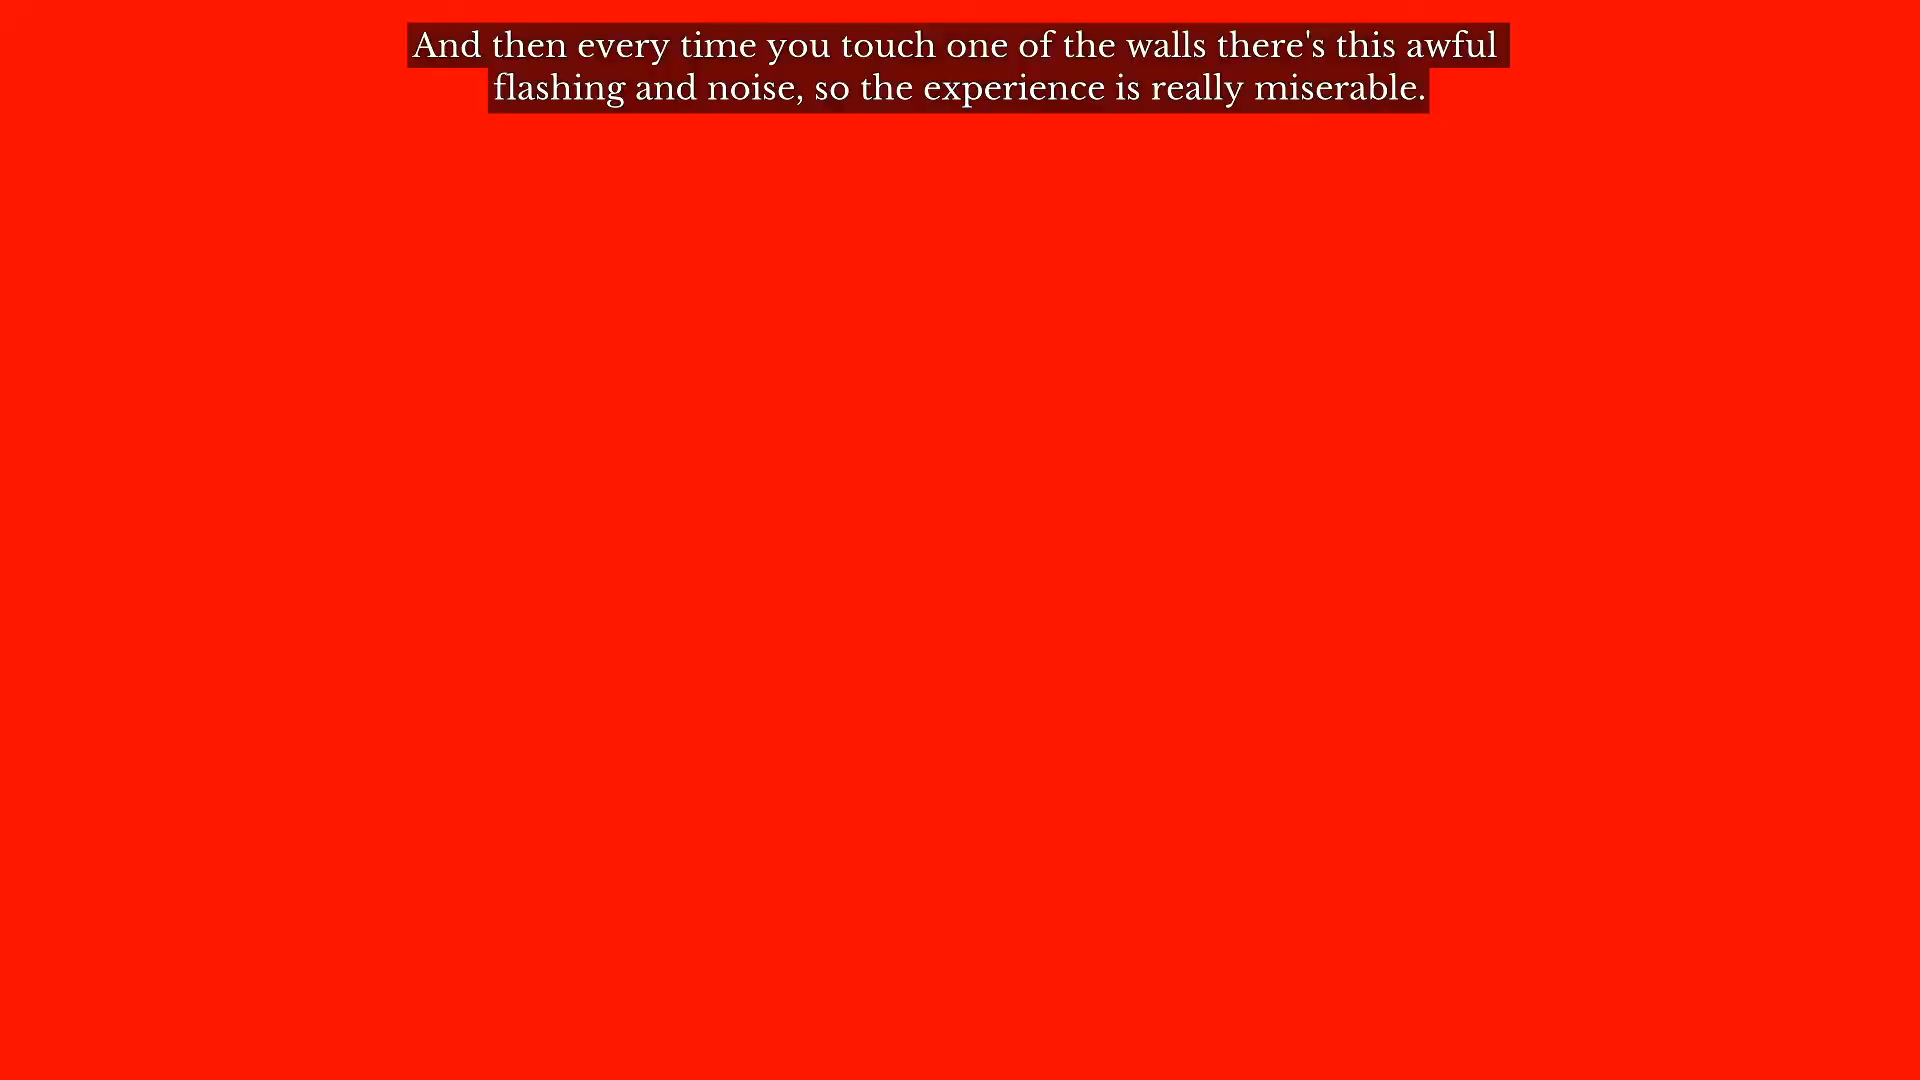 And then every time you touch one of the walls there's this awful
flashing and noise, so the experience is really miserable.